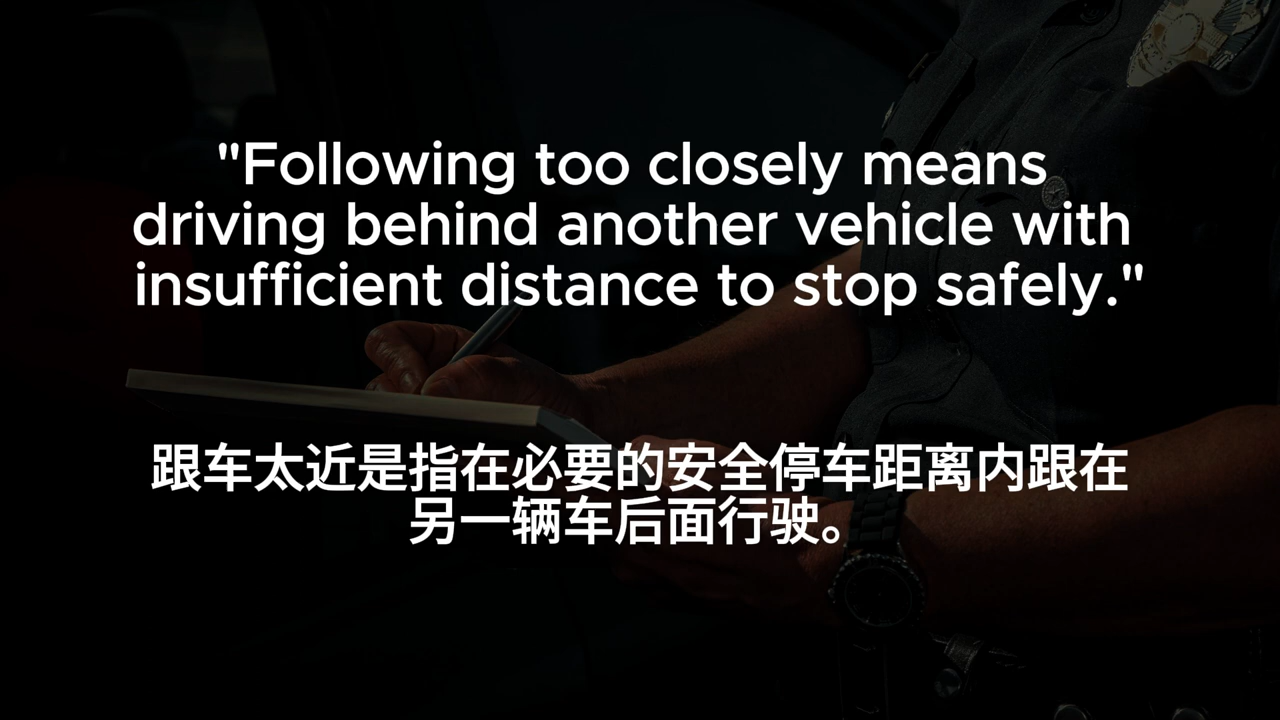 "Following too closely means
driving behind another vehicle with
insufficient distance to stop safely."
跟车太近是指在必要的安全停车距离内跟在
另一辆车后面行驶。